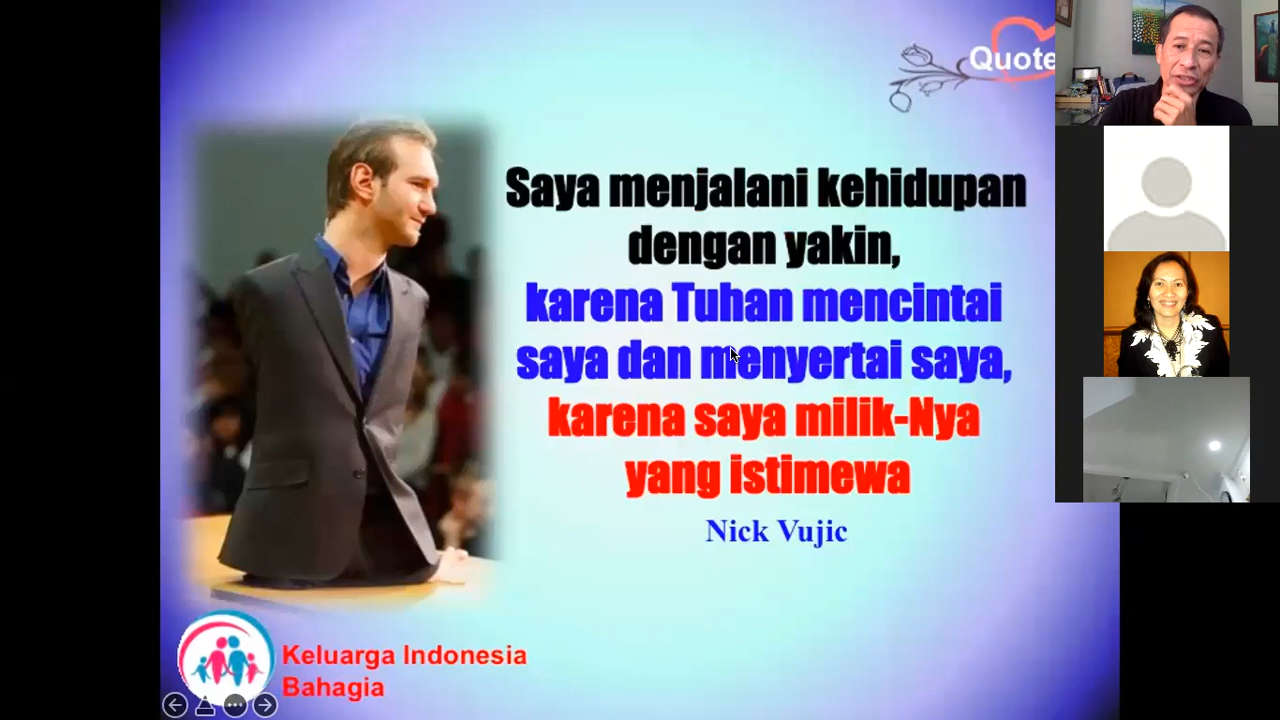 Quote
Saya menjalani kehidupan
dengan yakin,
karena Tuhan mencintai
saya dan menyertai saya,
karena saya milik-Nya
yang istimewa
Nick Vujic
Keluarga Indonesia
Bahagia